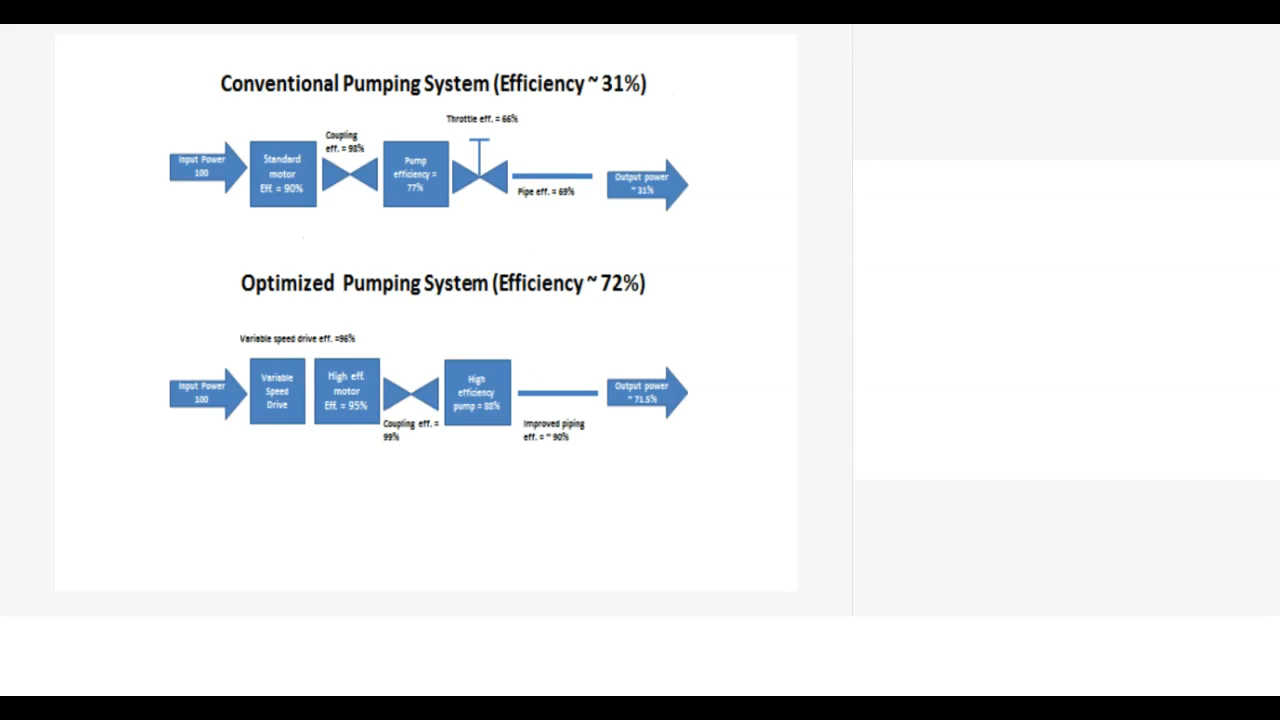 Conventional Pumping System (Efficiency ~ 31%)
Throttle eff. = 66%
Coupling
eff. = 98%
Input Power
100
Standard
motor
Eff. = 90%
Pump
efficiency =
77%
Pipe eff. = 69%
Output power
~ 31%
Optimized Pumping System (Efficiency ~ 72%)
Variable speed drive eff. =96%
Input Power
100
Variable
Speed
Drive
High eff.
motor
Eff. = 95%
Coupling eff. =
99%
High
efficiency
pump = 88%
Improved piping
eff. = ~ 90%
Output power
~ 71.5%